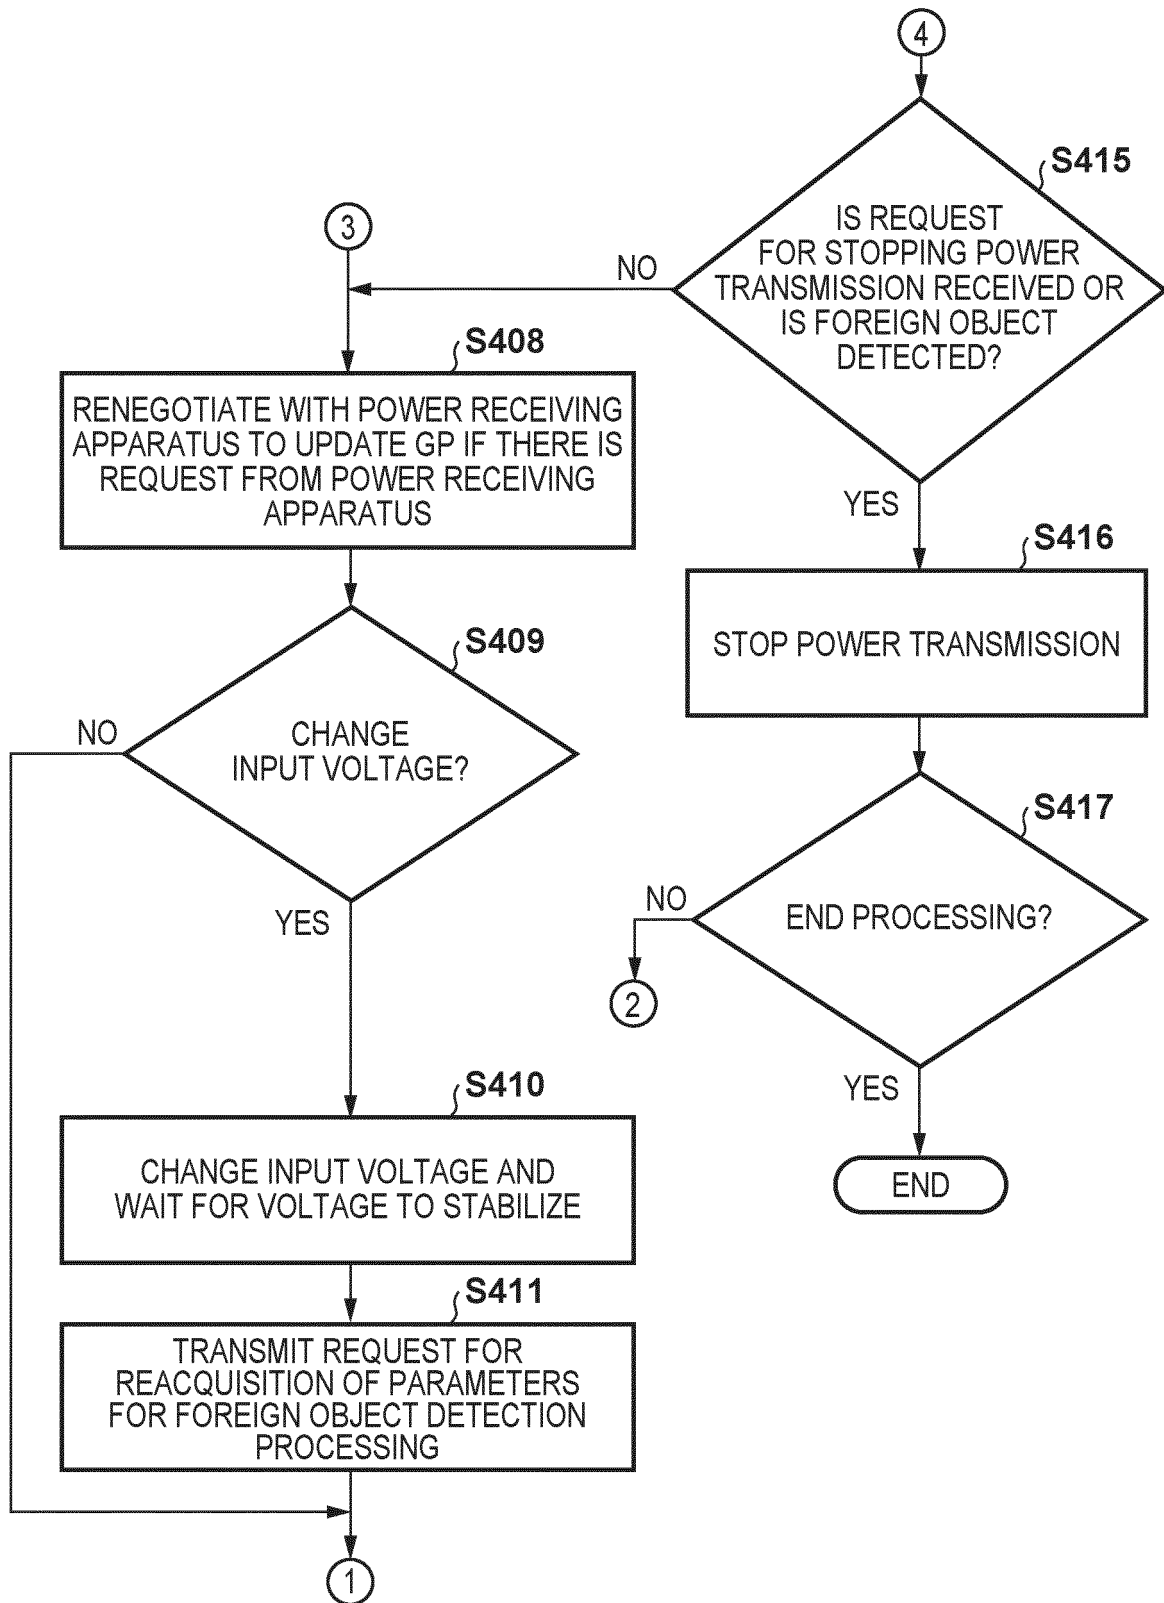 4
S415
IS REQUEST
FOR STOPPING POWER
TRANSMISSION RECEIVED OR
IS FOREIGN OBJECT
DETECTED?
NO
YES
3
S408
RENEGOTIATE WITH POWER RECEIVING
APPARATUS TO UPDATE GP IF THERE IS
REQUEST FROM POWER RECEIVING
APPARATUS
S409
CHANGE
INPUT VOLTAGE?
NO
YES
S410
CHANGE INPUT VOLTAGE AND
WAIT FOR VOLTAGE TO STABILIZE
S411
TRANSMIT REQUEST FOR
REACQUISITION OF PARAMETERS
FOR FOREIGN OBJECT DETECTION
PROCESSING
1
S416
STOP POWER TRANSMISSION
S417
END PROCESSING?
NO
2
YES
END